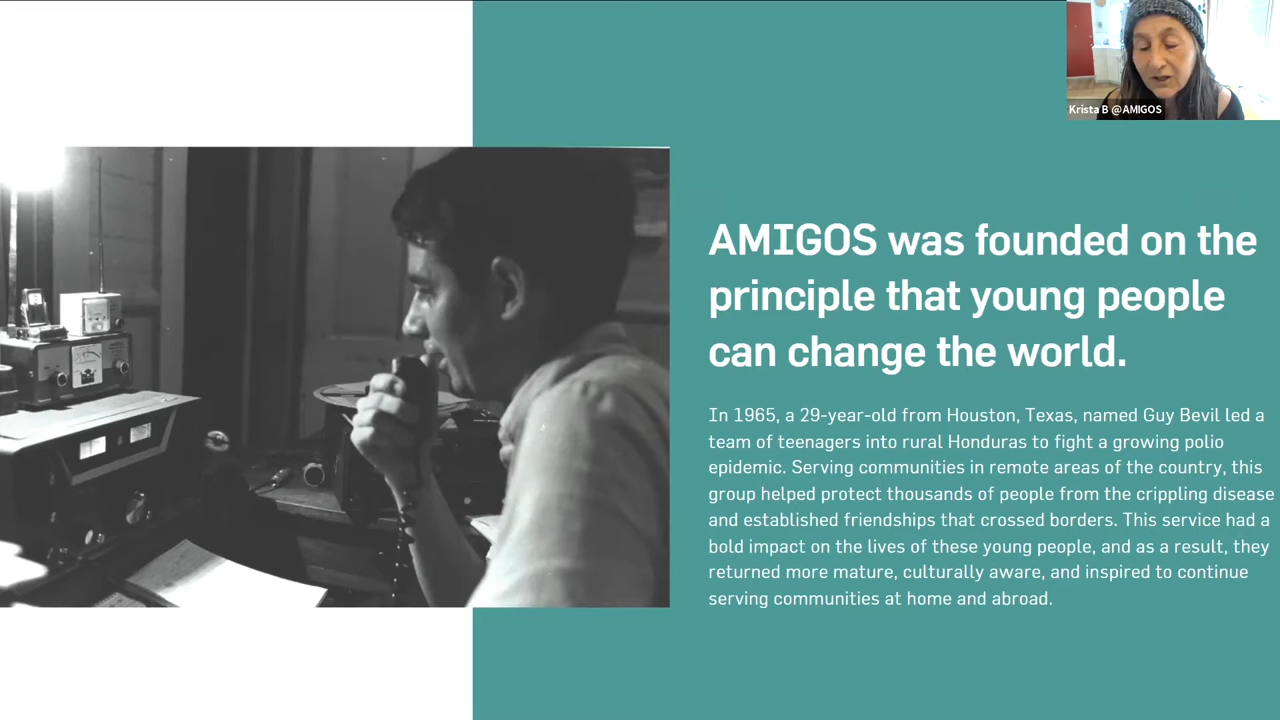 Krista B @AMIGOS
AMIGOS was founded on the
principle that young people
can change the world.
In 1965, a 29-year-old from Houston, Texas, named Guy Bevil led a
team of teenagers into rural Honduras to fight a growing polio
epidemic. Serving communities in remote areas of the country, this
group helped protect thousands of people from the crippling disease
and established friendships that crossed borders. This service had a
bold impact on the lives of these young people, and as a result, they
returned more mature, culturally aware, and inspired to continue
serving communities at home and abroad.